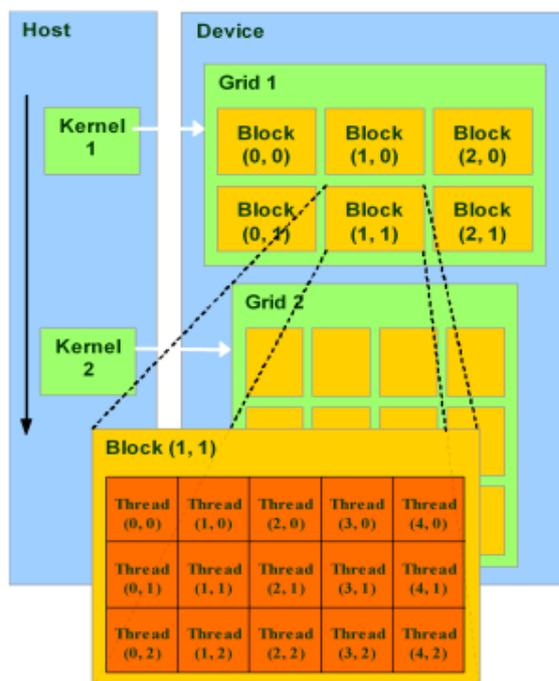 Host
Device
Grid 1
Kernel
1
Block
(0, 0)
Block
(1, 0)
Block
(2, 0)
Block
(0, 1)
Block
(1, 1)
Block
(2, 1)
Grid 2
Kernel
2
Block (1, 1)
Thread
(0, 0)
Thread
(1, 0)
Thread
(2, 0)
Thread
(3, 0)
Thread
(4, 0)
Thread
(0, 1)
Thread
(1, 1)
Thread
(2, 1)
Thread
(3, 1)
Thread
(4, 1)
Thread
(0, 2)
Thread
(1, 2)
Thread
(2, 2)
Thread
(3, 2)
Thread
(4, 2)